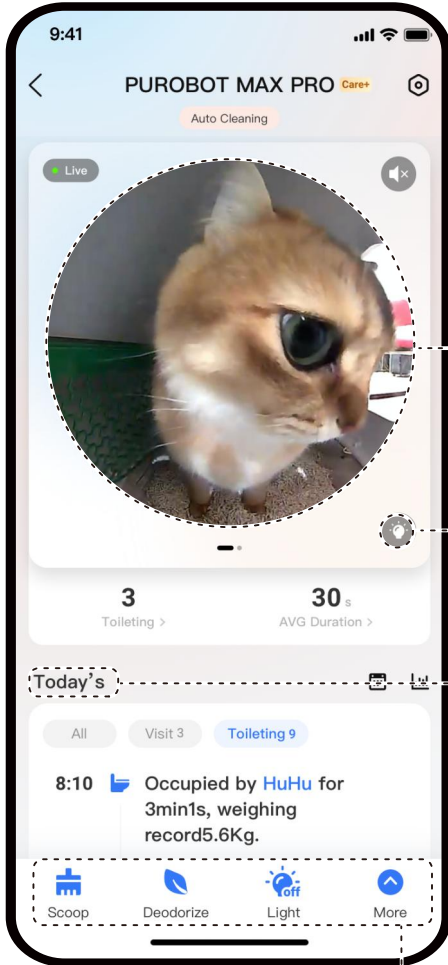 9:41
PUROBOT MAX PRO Care+
Auto Cleaning
Live
3
Toileting >
30 s
AVG Duration >
Today's
All
Visit 3
Toileting 9
8:10
Occupied by HuHu for
3min1s, weighing
record5.6Kg.
off
Scoop
Deodorize
Light
More